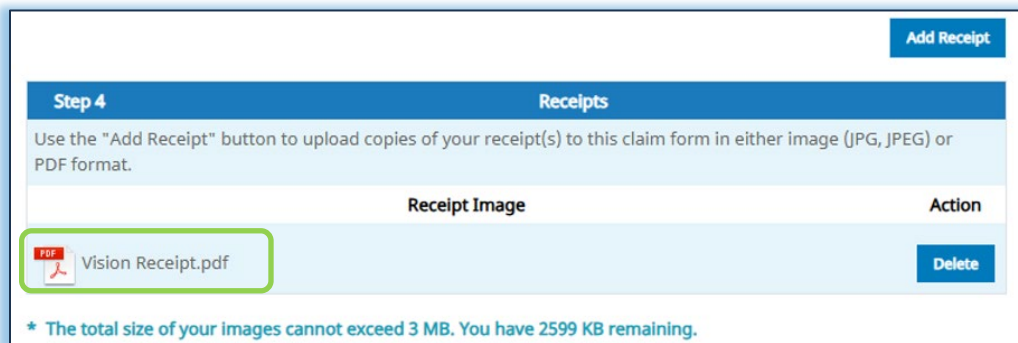 Add Receipt
Step 4 Receipts
Use the "Add Receipt" button to upload copies of your receipt(s) to this claim form in either image (JPG, JPEG) or
PDF format.
Receipt Image Action
PDF Vision Receipt.pdf Delete
* The total size of your images cannot exceed 3 MB. You have 2599 KB remaining.